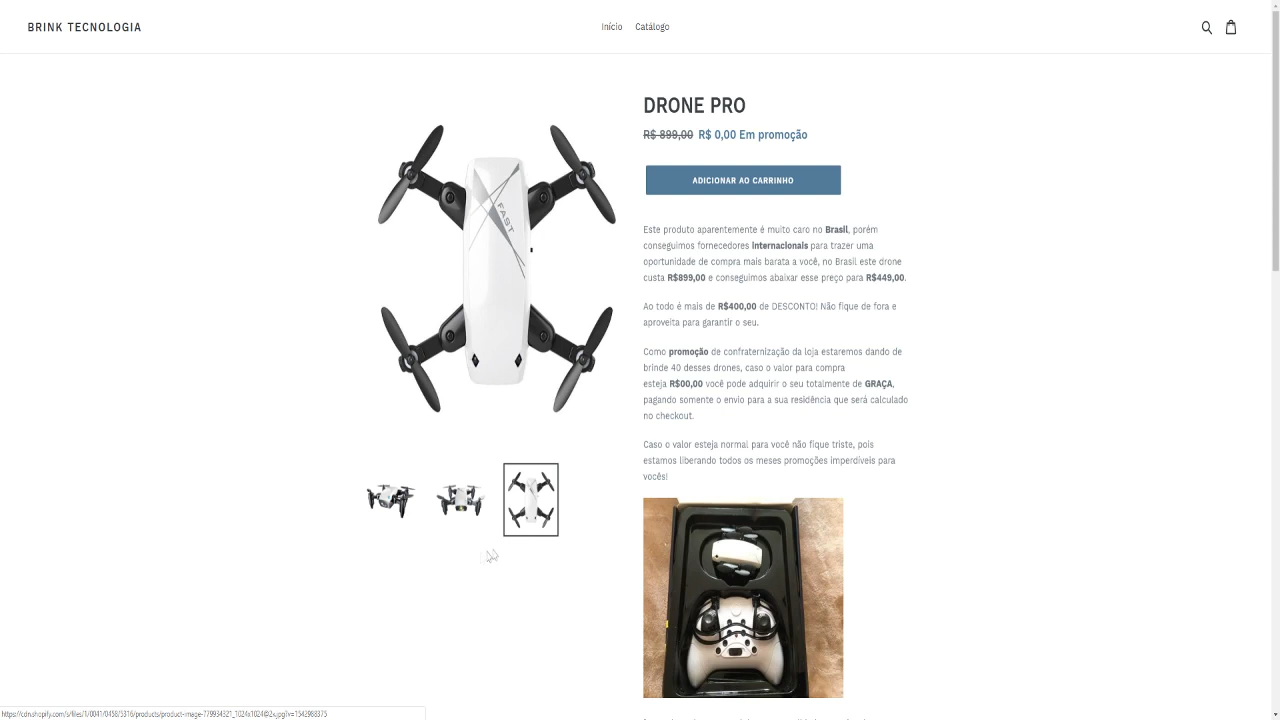 BRINK TECNOLOGIA
Início Catálogo
DRONE PRO
R$ 899,00 R$ 0,00 Em promoção
ADICIONAR AO CARRINHO
FAST
Este produto aparentemente é muito caro no Brasil, porém
conseguimos fornecedores internacionais para trazer uma
oportunidade de compra mais barata a você, no Brasil este drone
custa R$899,00 e conseguimos abaixar esse preço para R$449,00.
Ao todo é mais de R$400,00 de DESCONTO! Não fique de fora e
aproveita para garantir o seu.
Como promoção de confraternização da loja estaremos dando de
brinde 40 desses drones, caso o valor para compra
esteja R$00,00 você pode adquirir o seu totalmente de GRAÇA,
pagando somente o envio para a sua residência que será calculado
no checkout.
Caso o valor esteja normal para você não fique triste, pois
estamos liberando todos os meses promoções imperdíveis para
vocês!